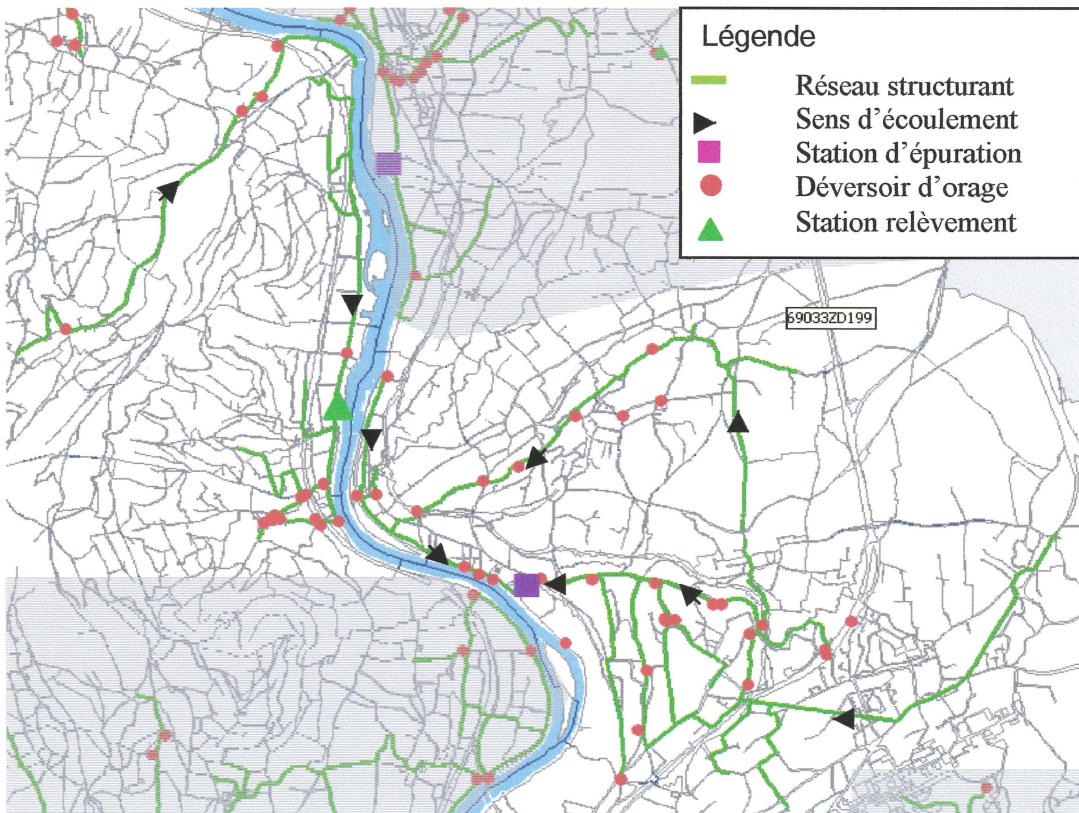 Légende
Réseau structurant
Sens d'écoulement
Station d'épuration
Déversoir d'orage
Station relèvement
69033ZD199